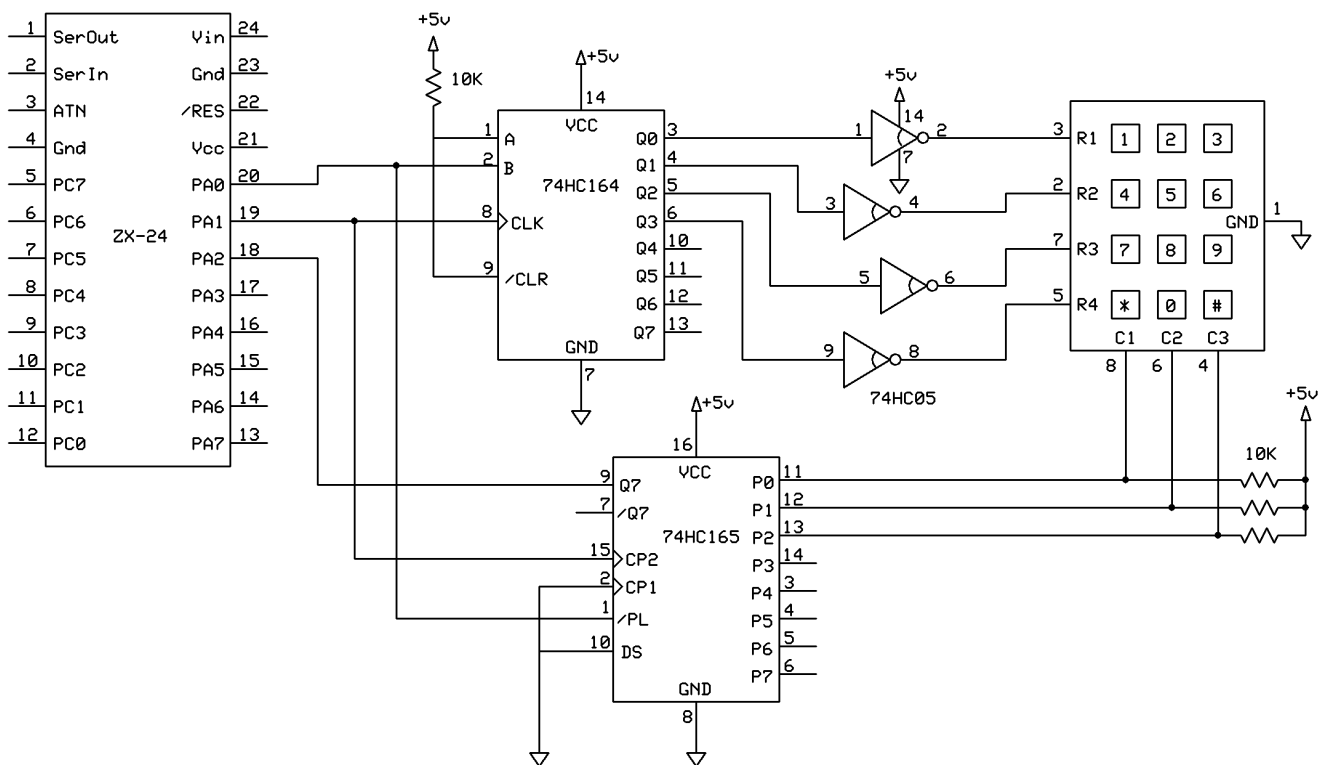 1 SerOut
2 SerIn
3 ATN
4 Gnd
5 PC7
6 PC6
7 PC5
8 PC4
9 PC3
10 PC2
11 PC1
12 PC0
ZX-24
Vin 24
Gnd 23
/RES 22
Vcc 21
PA0 20
PA1 19
PA2 18
PA3 17
PA4 16
PA5 15
PA6 14
PA7 13
+5v
10K
+5v
14
VCC
1 A
2 B
8 CLK
9 /CLR
74HC164
Q0 3
Q1 4
Q2 5
Q3 6
Q4 10
Q5 11
Q6 12
Q7 13
GND
7
+5v
14
1 2
7
3 4
5 6
9 8
74HC05
3 R1
2 R2
7 R3
5 R4
1 2 3
4 5 6
7 8 9
* 0 #
C1 C2 C3
8 6 4
GND 1
+5v
16
VCC
9 Q7
7 /Q7
15 CP2
2 CP1
1 /PL
10 DS
74HC165
P0 11
P1 12
P2 13
P3 14
P4 3
P5 4
P6 5
P7 6
GND
8
+5v
10K